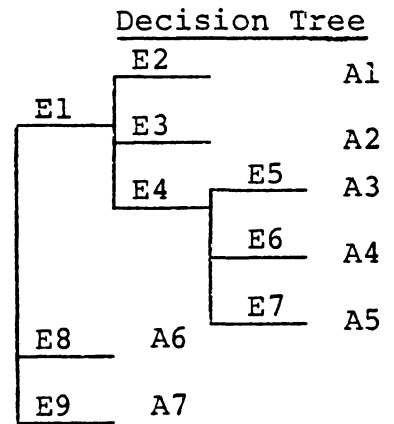 Decision Tree
E2 A1
E1
E3 A2
E4 E5 A3
E6 A4
E7 A5
E8 A6
E9 A7